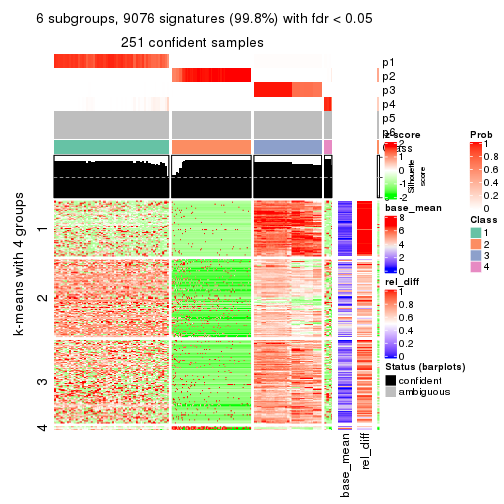 6 subgroups, 9076 signatures (99.8%) with fdr < 0.05
251 confident samples
p1
p2
p3
p4
p5
p6
Class
z_score
2
1
0
-1
-2
Silhouette
score
Prob
1
0.8
0.6
0.4
0.2
0
base_mean
8
6
4
2
0
Class
1
2
3
4
rel_diff
1
0.8
0.6
0.4
0.2
0
Status (barplots)
confident
ambiguous
k-means with 4 groups
1
2
3
4
base_mean
rel_diff